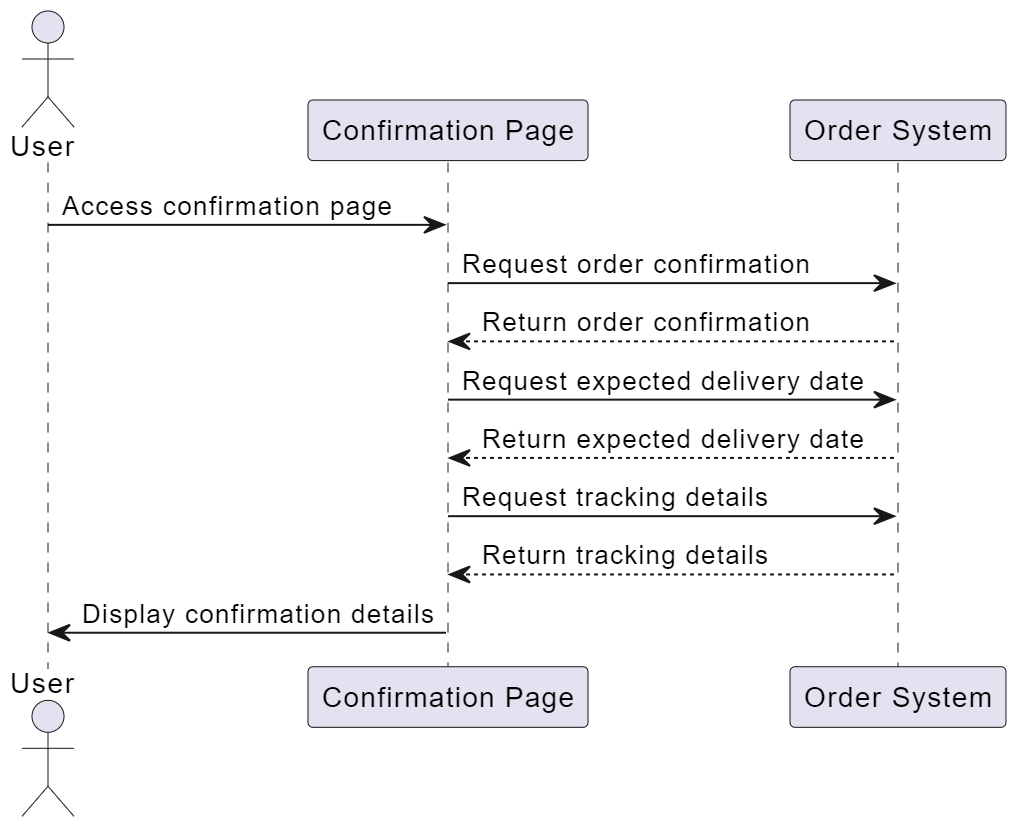 User
Confirmation Page
Order System
Access confirmation page
Request order confirmation
Return order confirmation
Request expected delivery date
Return expected delivery date
Request tracking details
Return tracking details
Display confirmation details
User
Confirmation Page
Order System